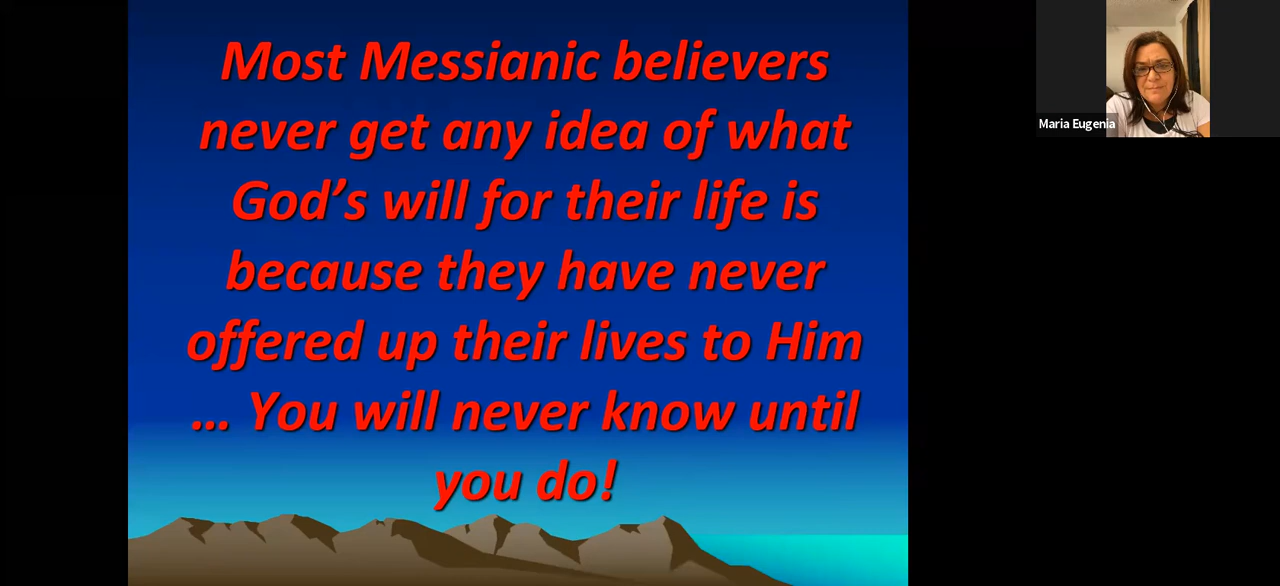 Most Messianic believers
never get any idea of what
God’s will for their life is
because they have never
offered up their lives to Him
… You will never know until
you do!
Maria Eugenia